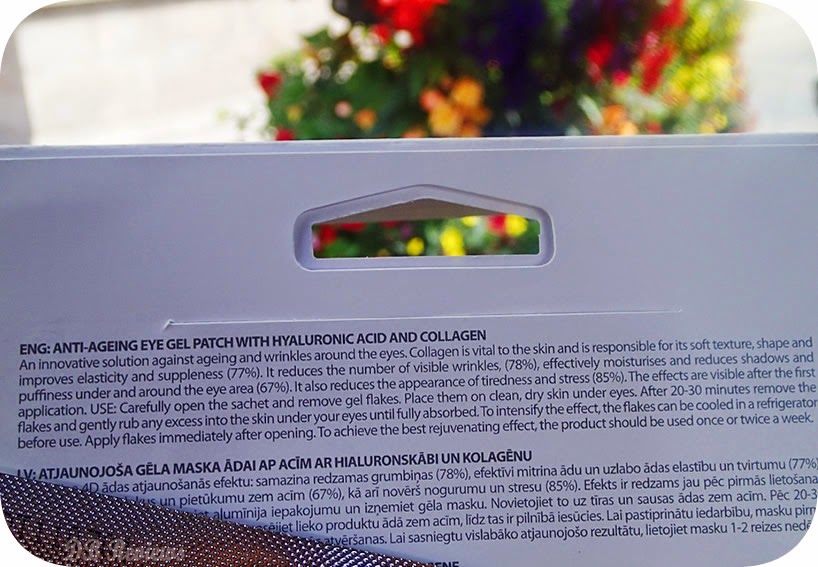 ENG: ANTI-AGEING EYE GEL PATCH WITH HYALURONIC ACID AND COLLAGEN
An innovative solution against ageing and wrinkles around the eyes. Collagen is vital to the skin and is responsible for its soft texture, shape and
improves elasticity and suppleness (77%). It reduces the number of visible wrinkles, (78%), effectively moisturises and reduces shadows and
puffiness under and around the eye area (67%). It also reduces the appearance of tiredness and stress (85%). The effects are visible after the first
application. USE: Carefully open the sachet and remove gel flakes. Place them on clean, dry skin under eyes. After 20-30 minutes remove the
flakes and gently rub any excess into the skin under your eyes until fully absorbed. To intensify the effect, the flakes can be cooled in a refrigerator
before use. Apply flakes immediately after opening. To achieve the best rejuvenating effect, the product should be used once or twice a week.
LV: ATJAUNOJOŠA GĒLA MASKA ĀDAI AP ACĪM AR HIALURONSKĀBI UN KOLAGĒNU
4D ādas atjaunošanās efektu: samazina redzamas grumbiņas (78%), efektīvi mitrina ādu un uzlabo ādas elastību un tvirtumu (77%)
un pietūkumu zem acīm (67%), kā arī novērš nogurumu un stresu (85%). Efekts ir redzams jau pēc pirmās lietošana
alumīnija iepakojumu un izņemiet gēla masku. Novietojiet to uz tīras un sausas ādas zem acīm. Pēc 20-3
lieko produktu ādā zem acīm, līdz tas ir pilnībā iesūcies. Lai pastiprinātu iedarbību, masku pirm
atvēršanas. Lai sasniegtu vislabāko atjaunojošo rezultātu, lietojiet masku 1-2 reizes nedē